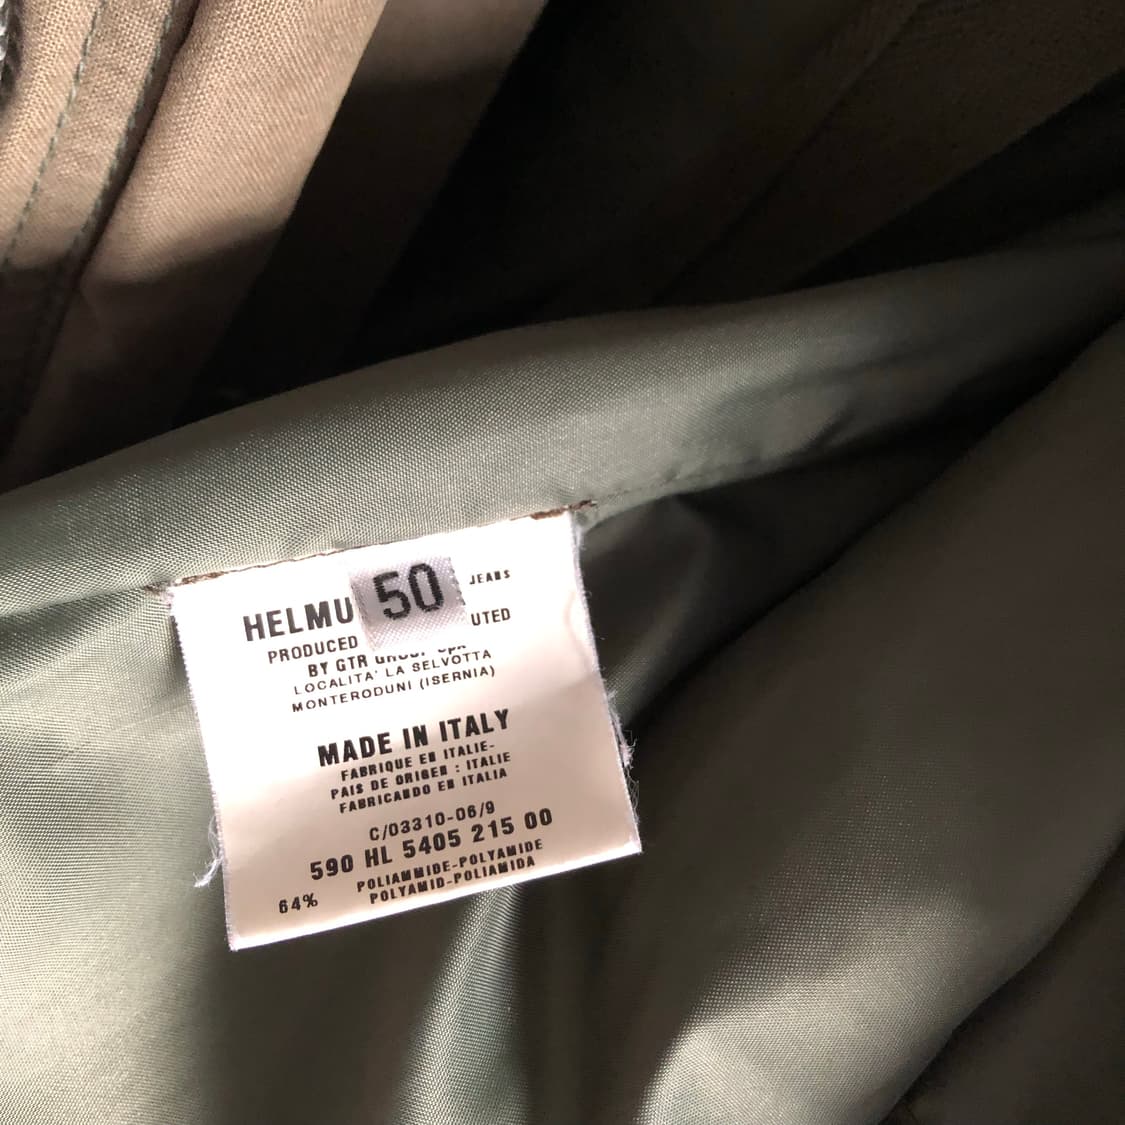 50
HELMU JEANS
PRODUCED UTED
BY GTR
LOCALITA' LA SELVOTTA
MONTERODUNI (ISERNIA)
MADE IN ITALY
FABRIQUE EN ITALIE-
PAIS DE ORIGEN : ITALIE
FABRICANDO EN ITALIA
C/03310-06/9
590 HL 5405 215 00
POLIAMMIDE-POLYAMIDE
64% POLYAMID-POLIAMIDA